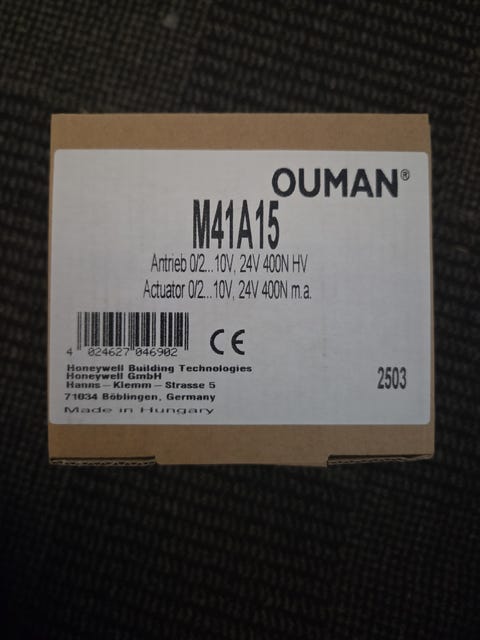 OUMAN®
M41A15
Antrieb 0/2...10V, 24V 400N HV
Actuator 0/2...10V, 24V 400N m.a.
4 024627 046902
CE
Honeywell Building Technologies
Honeywell GmbH
Hanns-Klemm-Strasse 5
71034 Böblingen, Germany
Made in Hungary
2503